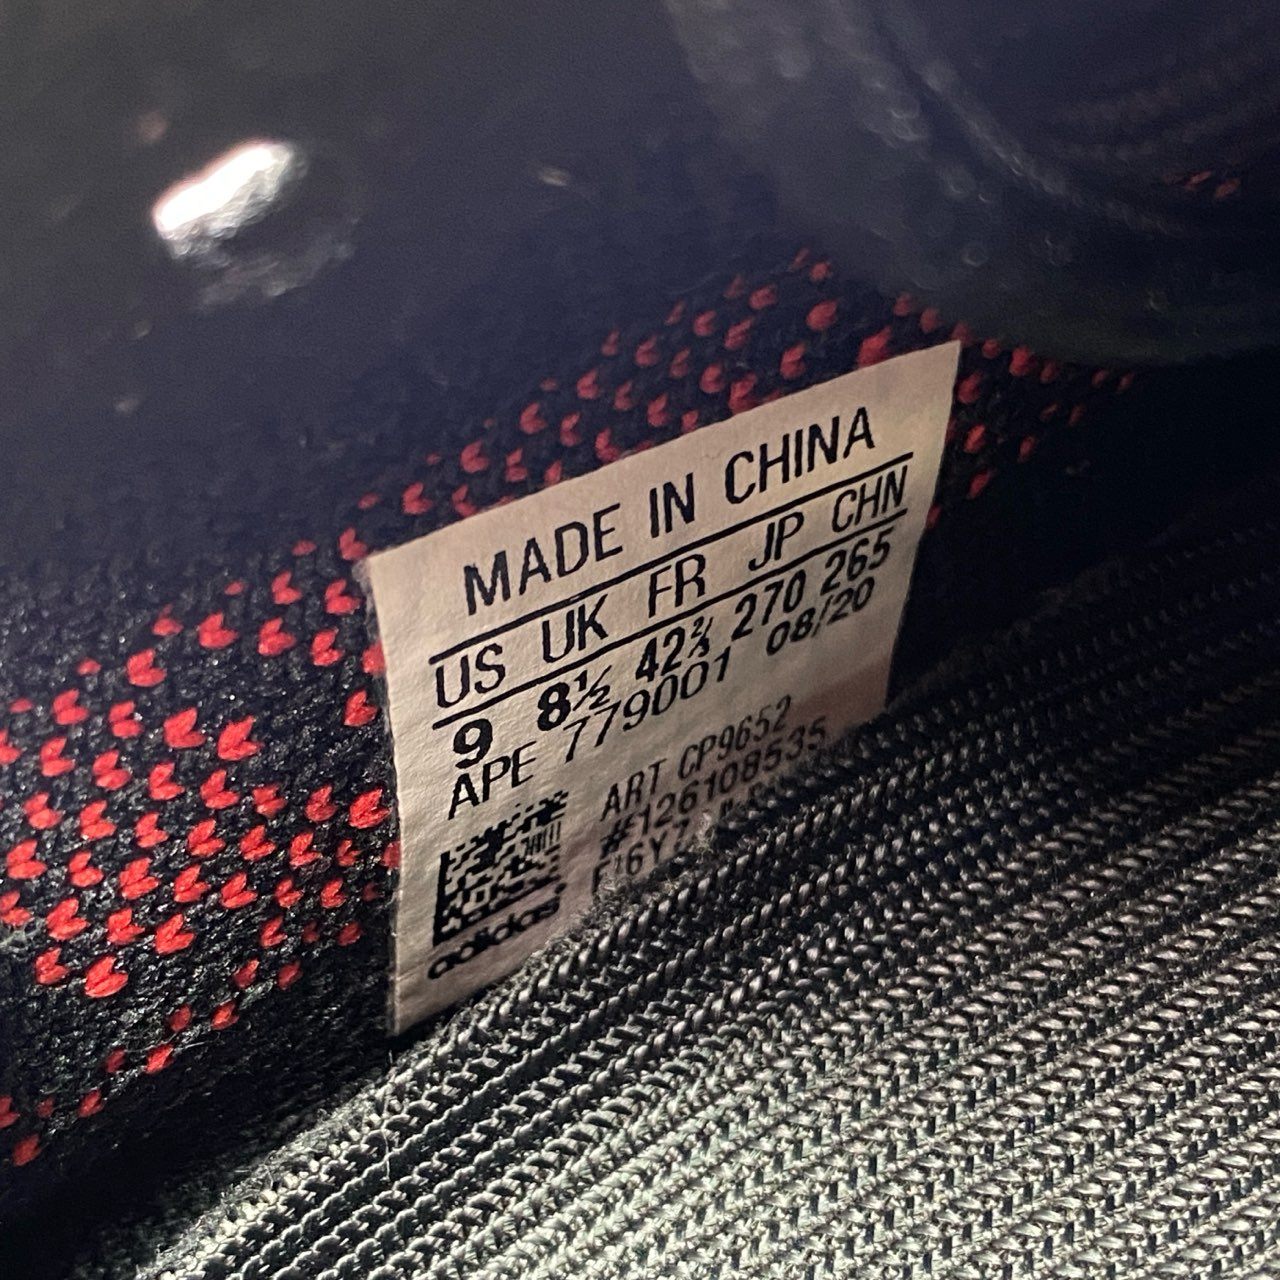 MADE IN CHINA
US UK FR JP CHN
9 8½ 42⅔ 270 265
APE 779001 08/20
ART CP9652
#F126108535
adidas